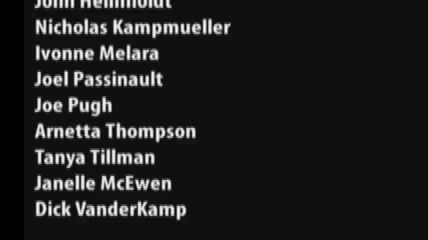 Nicholas Kampmueller
Ivonne Melara
Joel Passinault
Joe Pugh
Arnetta Thompson
Tanya Tillman
Janelle McEwen
Dick VanderKamp